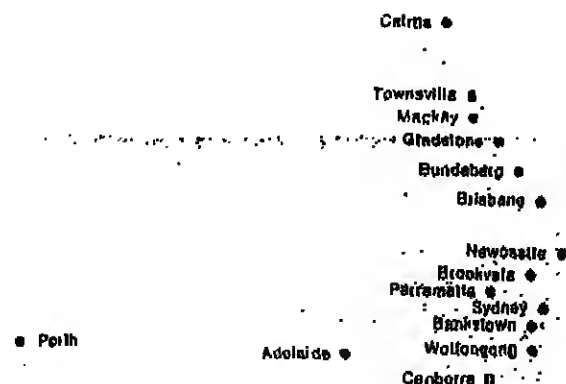 Cairns
Townsville
Mackay
Gladstone
Bundaberg
Brisbane
Newcastle
Brookvale
Parramatta
Sydney
Bankstown
Perth
Adelaide
Wollongong
Canberra